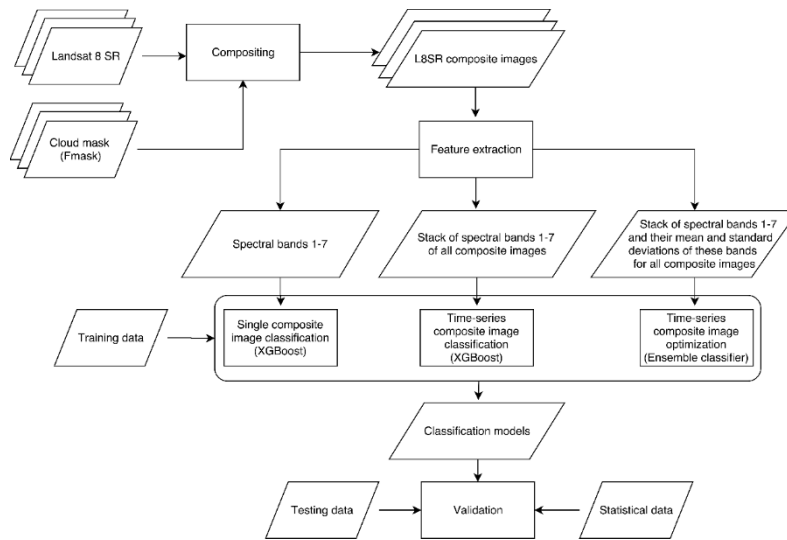 Landsat 8 SR
Compositing
L8SR composite images
Cloud mask
(Fmask)
Feature extraction
Spectral bands 1-7
Stack of spectral bands 1-7
of all composite images
Stack of spectral bands 1-7
and their mean and standard
deviations of these bands
for all composite images
Training data
Single composite
image classification
(XGBoost)
Time-series
composite image
classification
(XGBoost)
Time-series
composite image
optimization
(Ensemble classifier)
Classification models
Testing data
Validation
Statistical data